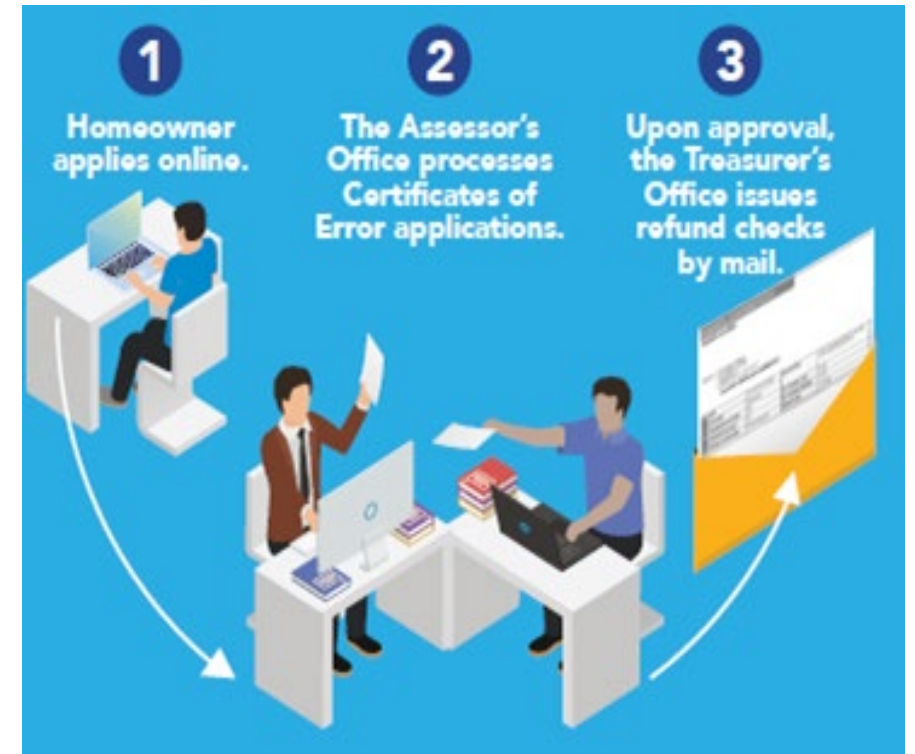 1
Homeowner
applies online.
2
The Assessor's
Office processes
Certificates of
Error applications.
3
Upon approval,
the Treasurer's
Office issues
refund checks
by mail.